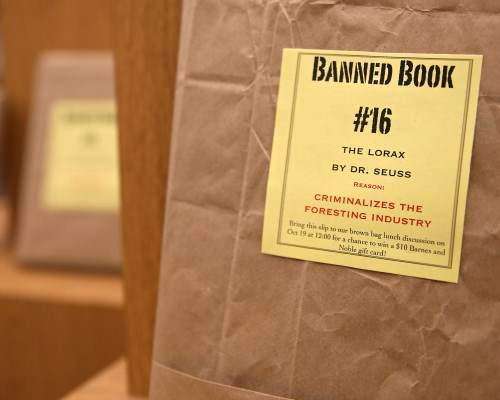 BANNED BOOK
#16
THE LORAX
BY DR. SEUSS
REASON:
CRIMINALIZES THE
FORESTING INDUSTRY
Bring this slip to our brown bag lunch discussion on
Oct 19 at 12:00 for a chance to win a $10 Barnes and
Noble gift card!